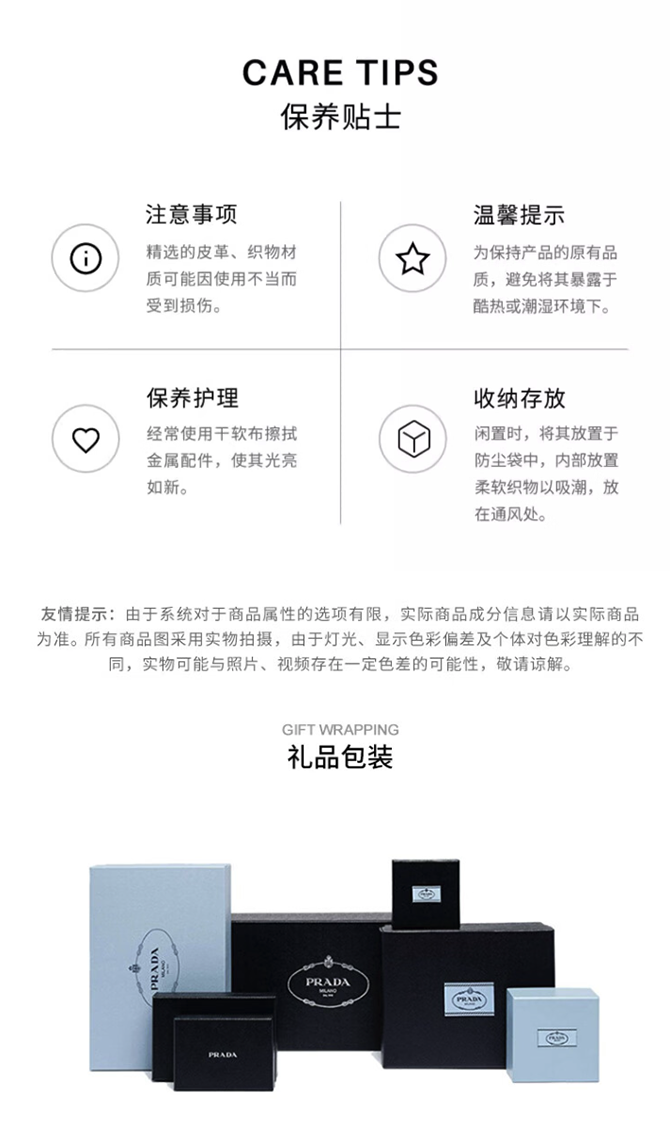 CARE TIPS
保养贴士
注意事项
精选的皮革、织物材
质可能因使用不当而
受到损伤。
温馨提示
为保持产品的原有品
质，避免将其暴露于
酷热或潮湿环境下。
保养护理
经常使用干软布擦拭
金属配件，使其光亮
如新。
收纳存放
闲置时，将其放置于
防尘袋中，内部放置
柔软织物以吸潮，放
在通风处。
友情提示：由于系统对于商品属性的选项有限，实际商品成分信息请以实际商品
为准。所有商品图采用实物拍摄，由于灯光、显示色彩偏差及个体对色彩理解的不
同，实物可能与照片、视频存在一定色差的可能性，敬请谅解。
GIFT WRAPPING
礼品包装
PRADA
MILANO
PRADA
MILANO
PRADA
MILANO
PRADA